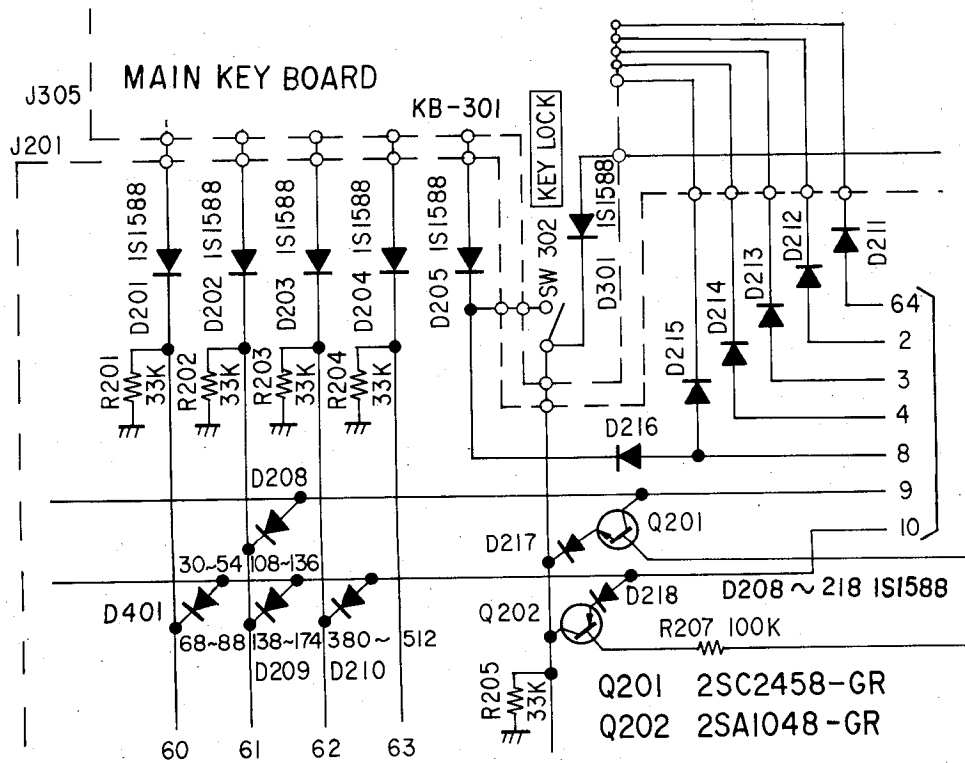 MAIN KEY BOARD
J305
J201
KB-301
KEY LOCK
D201 1S1588
D202 1S1588
D203 1S1588
D204 1S1588
D205 1S1588
SW 302
D301 1S1588
D215
D214
D213
D212
D211
R201 33K
R202 33K
R203 33K
R204 33K
64
2
3
4
8
9
10
D216
D208
D217
Q201
30~54 108~136
D401
68~88 138~174 380~512
D209 D210
Q202
D218
D208~218 1S1588
R207 100K
R205 33K
Q201 2SC2458-GR
Q202 2SA1048-GR
60 61 62 63